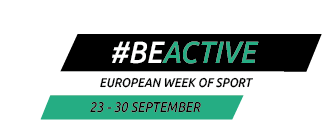 #BEACTIVE
EUROPEAN WEEK OF SPORT
23 - 30 SEPTEMBER